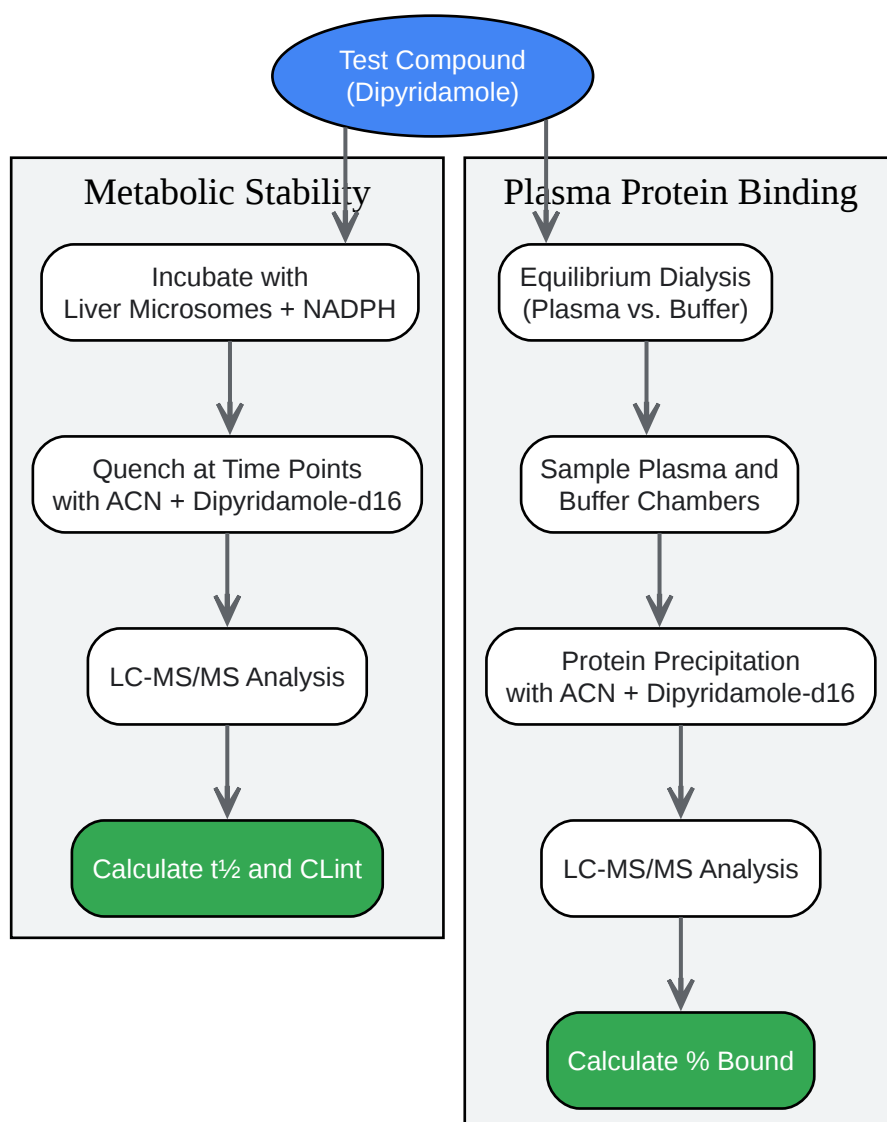 Test Compound
(Dipyridamole)
Metabolic Stability
Incubate with
Liver Microsomes + NADPH
Quench at Time Points
with ACN + Dipyridamole-d16
LC-MS/MS Analysis
Calculate t½ and CLint
Plasma Protein Binding
Equilibrium Dialysis
(Plasma vs. Buffer)
Sample Plasma and
Buffer Chambers
Protein Precipitation
with ACN + Dipyridamole-d16
LC-MS/MS Analysis
Calculate % Bound